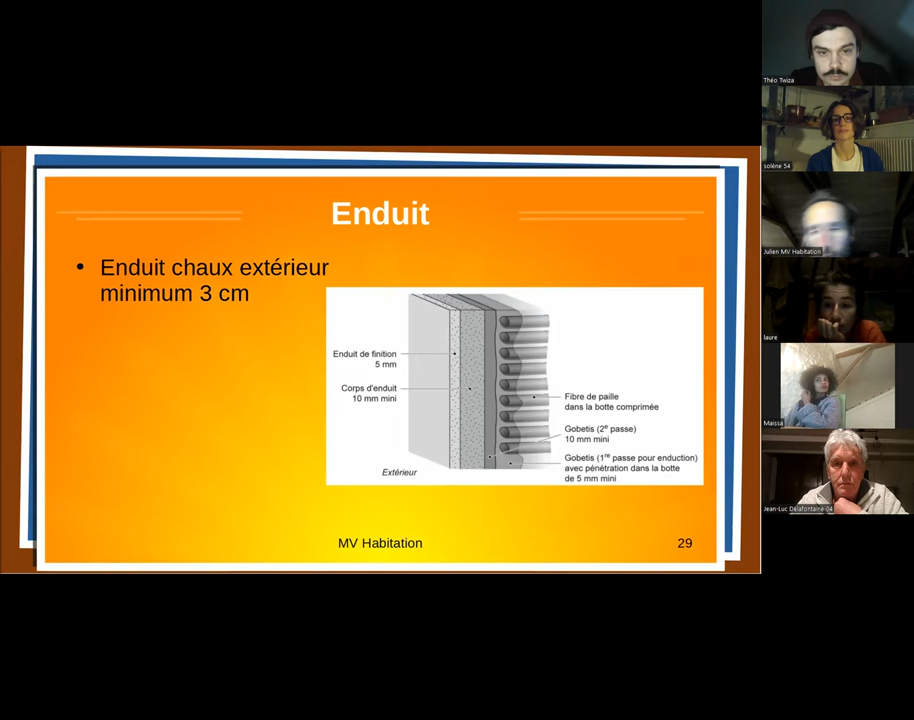 Enduit
• Enduit chaux extérieur
minimum 3 cm
Enduit de finition
5 mm
Corps d'enduit
10 mm mini
Extérieur
Fibre de paille
dans la botte comprimée
Gobetis (2e passe)
10 mm mini
Gobetis (1re passe pour enduction)
avec pénétration dans la botte
de 5 mm mini
MV Habitation
29
Théo Twiza
solène 54
Julien MV Habitation
laure
Maissa
Jean-Luc Délafontaine 04